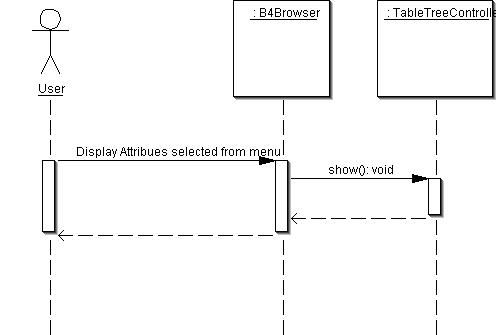 : B4Browser
: TableTreeControlle
User
Display Attribues selected from menu
show(): void